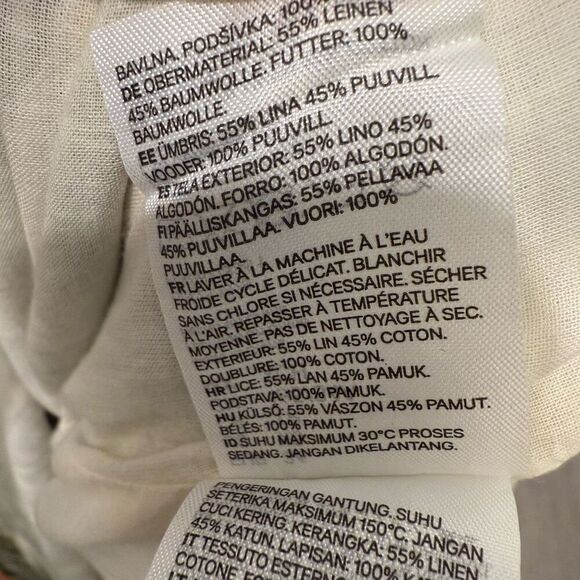 BAVLNA. PODŠÍVKA: 100%
DE OBERMATERIAL: 55% LEINEN
45% BAUMWOLLE. FUTTER: 100%
BAUMWOLLE.
EE ÜMBRIS: 55% LINA 45% PUUVILL.
VOODER: 100% PUUVILL.
ES TELA EXTERIOR: 55% LINO 45%
ALGODÓN. FORRO: 100% ALGODÓN.
FI PÄÄLLISKANGAS: 55% PELLAVAA
45% PUUVILLAA. VUORI: 100%
PUUVILLAA.
FR LAVER À LA MACHINE À L'EAU
FROIDE CYCLE DÉLICAT. BLANCHIR
SANS CHLORE SI NÉCESSAIRE. SÉCHER
À L'AIR. REPASSER À TEMPÉRATURE
MOYENNE. PAS DE NETTOYAGE À SEC.
EXTERIEUR: 55% LIN 45% COTON.
DOUBLURE: 100% COTON.
HR LICE: 55% LAN 45% PAMUK.
PODSTAVA: 100% PAMUK.
HU KÜLSŐ: 55% VÁSZON 45% PAMUT.
BÉLÉS: 100% PAMUT.
ID SUHU MAKSIMUM 30°C PROSES
SEDANG. JANGAN DIKELANTANG.
PENGERINGAN GANTUNG. SUHU
SETERIKA MAKSIMUM 150°C. JANGAN
CUCI KERING. KERANGKA: 55% LINEN
45% KATUN. LAPISAN: 100%
IT TESSUTO ESTERNO
COTONE.